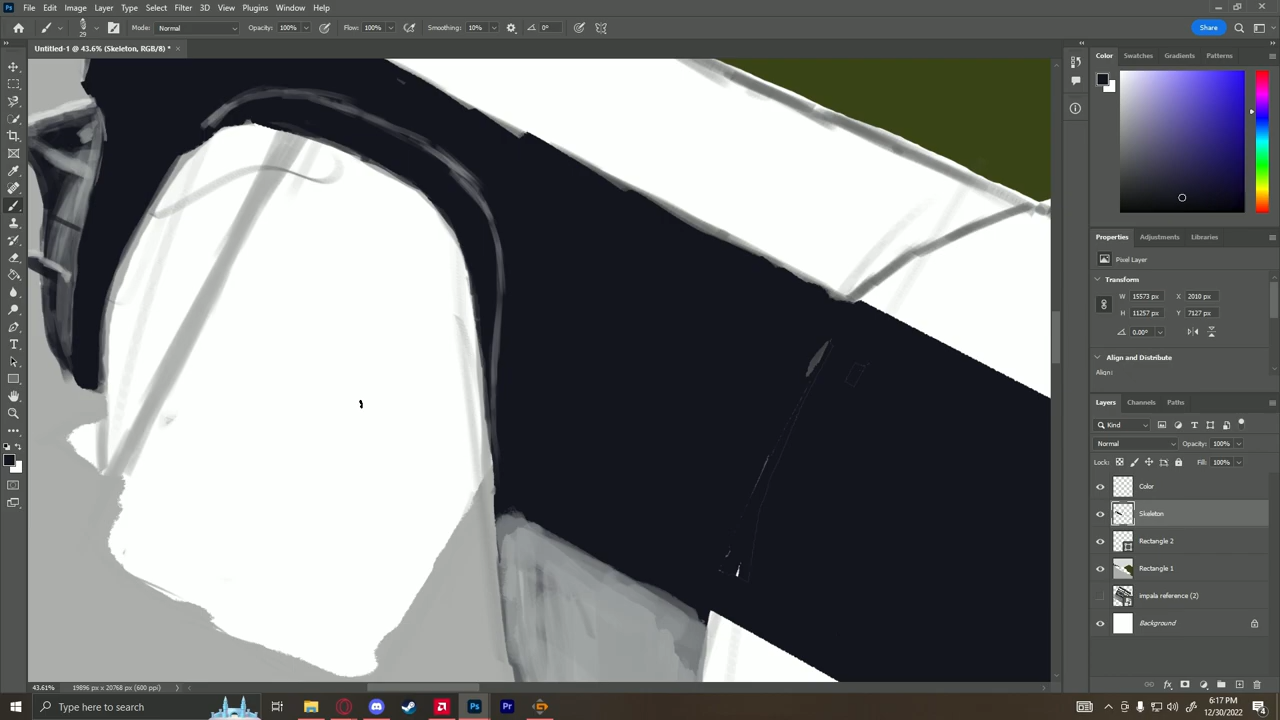 File Edit Image Layer Type Select Filter 3D View Plugins Window Help
29 Mode: Normal Opacity: 100% Flow: 100% Smoothing: 10% 0° Share
Untitled-1 @ 43.6% (Skeleton, RGB/8) *
Color Swatches Gradients Patterns
Properties Adjustments Libraries
Pixel Layer
Transform
W 15573 px X 2010 px
H 11257 px Y 7127 px
0.00°
Align and Distribute
Align:
Layers Channels Paths
Kind
Normal Opacity: 100%
Lock: Fill: 100%
Color
Skeleton
Rectangle 2
Rectangle 1
impala reference (2)
Background
43.61% 19896 px x 20768 px (600 ppi)
Type here to search
6:17 PM
12/30/2022